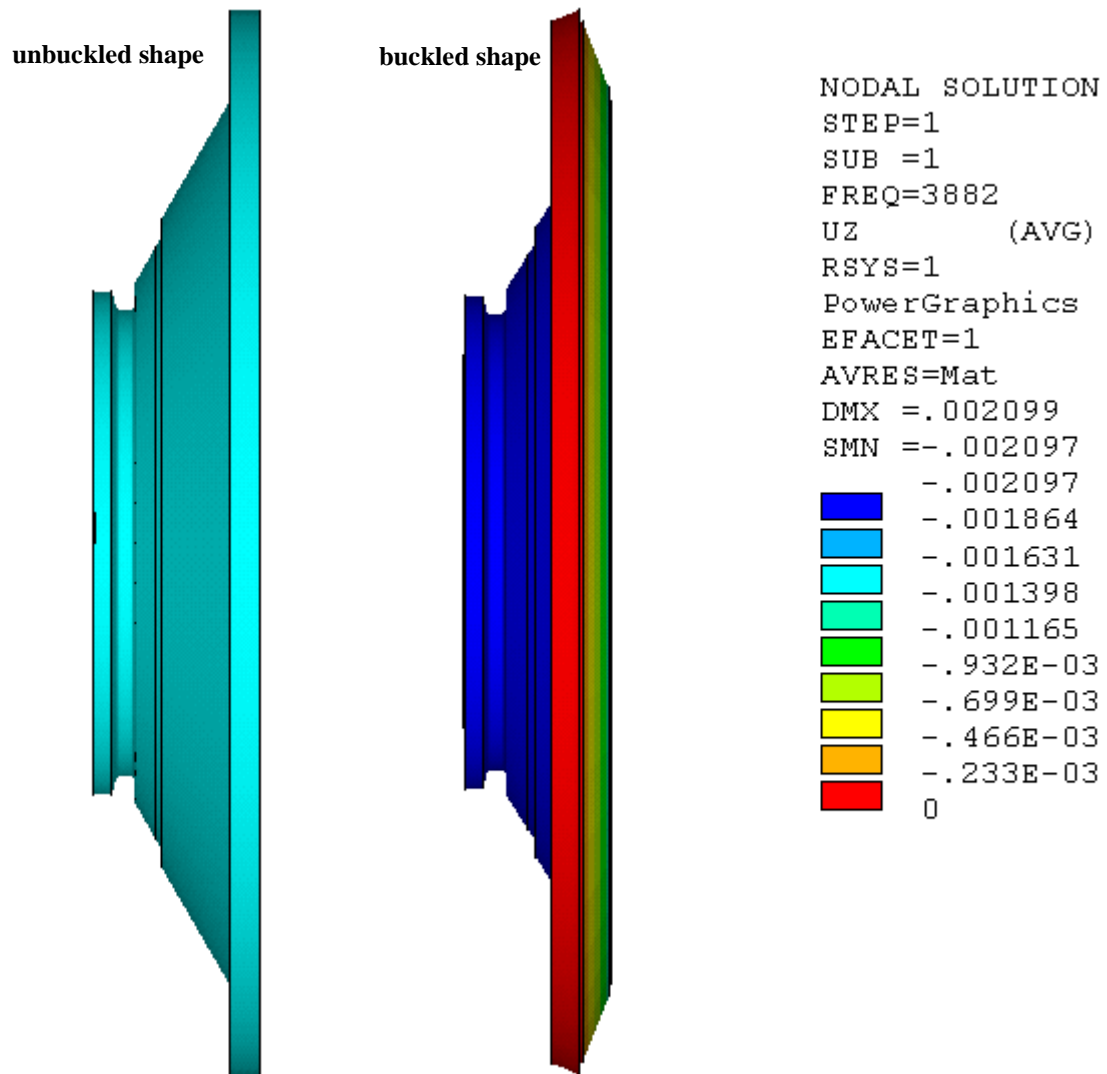 unbuckled shape
buckled shape
NODAL SOLUTION
STEP=1
SUB =1
FREQ=3882
UZ (AVG)
RSYS=1
PowerGraphics
EFACET=1
AVRES=Mat
DMX =.002099
SMN =-.002097
-.002097
-.001864
-.001631
-.001398
-.001165
-.932E-03
-.699E-03
-.466E-03
-.233E-03
0